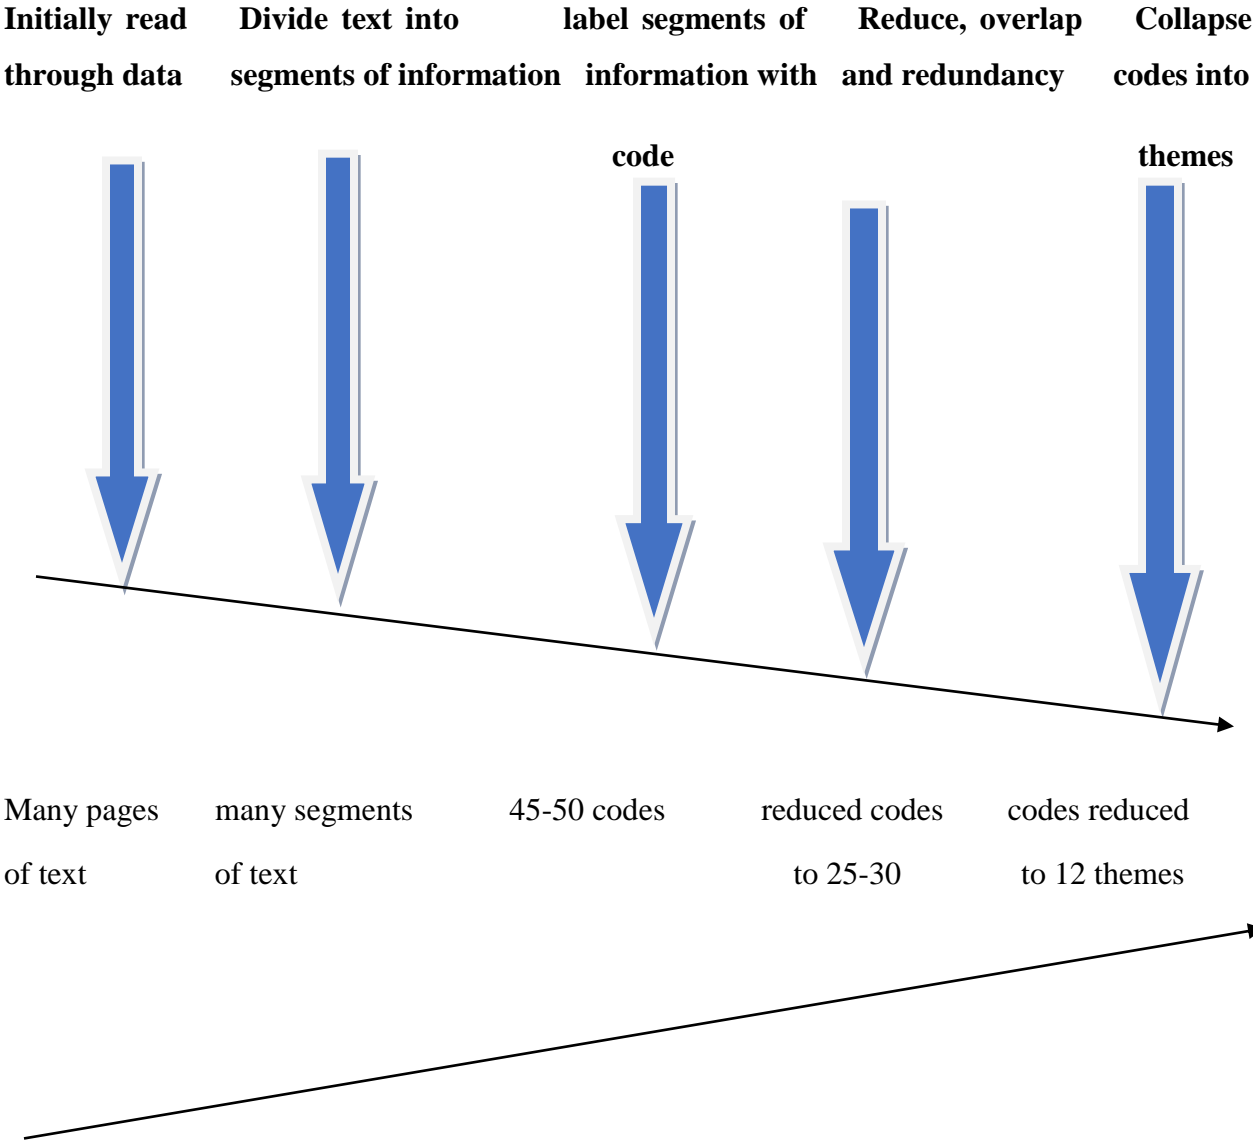 Initially read Divide text into label segments of Reduce, overlap Collapse
through data segments of information information with and redundancy codes into
code themes
Many pages many segments 45-50 codes reduced codes codes reduced
of text of text to 25-30 to 12 themes